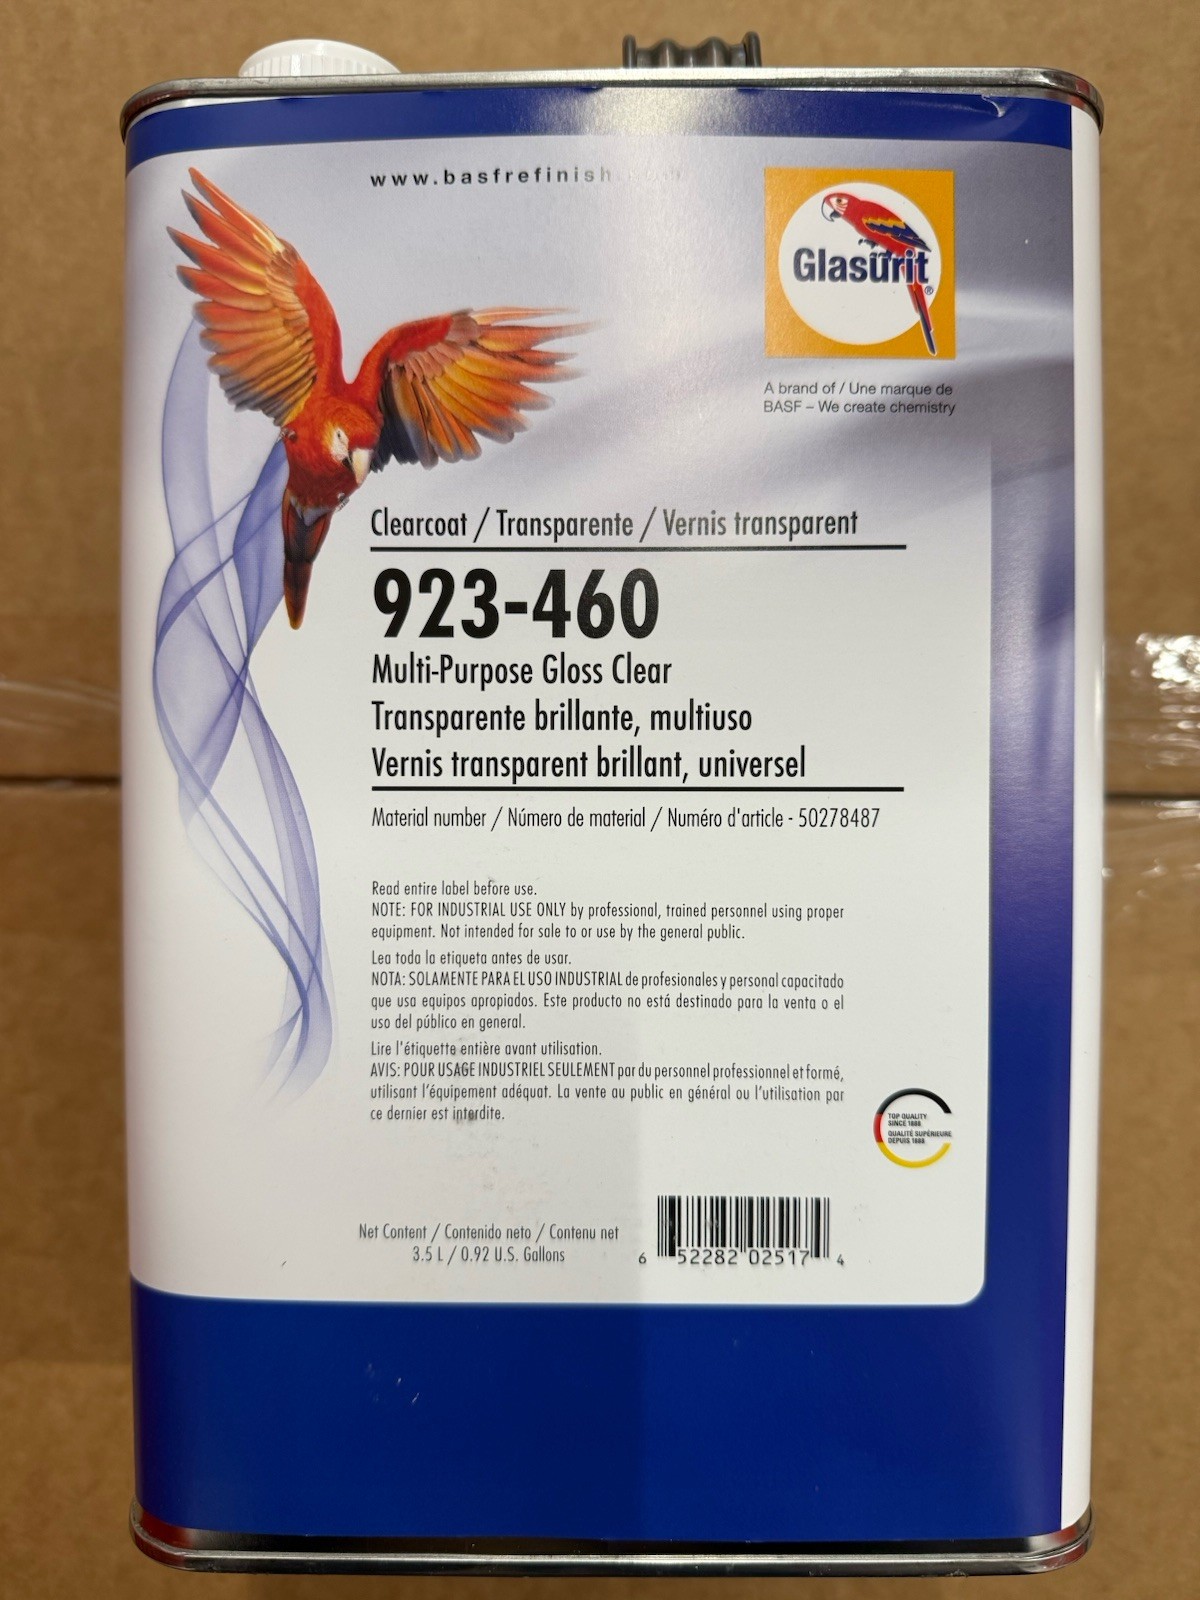 www.basfrefinish
Glasurit®
A brand of / Une marque de
BASF – We create chemistry
Clearcoat / Transparente / Vernis transparent
923-460
Multi-Purpose Gloss Clear
Transparente brillante, multiuso
Vernis transparent brillant, universel
Material number / Número de material / Numéro d'article - 50278487
Read entire label before use.
NOTE: FOR INDUSTRIAL USE ONLY by professional, trained personnel using proper
equipment. Not intended for sale to or use by the general public.
Lea toda la etiqueta antes de usar.
NOTA: SOLAMENTE PARA EL USO INDUSTRIAL de profesionales y personal capacitado
que usa equipos apropiados. Este producto no está destinado para la venta o el
uso del público en general.
Lire l'étiquette entière avant utilisation.
AVIS: POUR USAGE INDUSTRIEL SEULEMENT par du personnel professionnel et formé,
utilisant l'équipement adéquat. La vente au public en général ou l'utilisation par
ce dernier est interdite.
TOP QUALITY
SINCE 1888
QUALITÉ SUPÉRIEURE
DEPUIS 1888
Net Content / Contenido neto / Contenu net
3.5 L / 0.92 U.S. Gallons
6 52282 02517 4